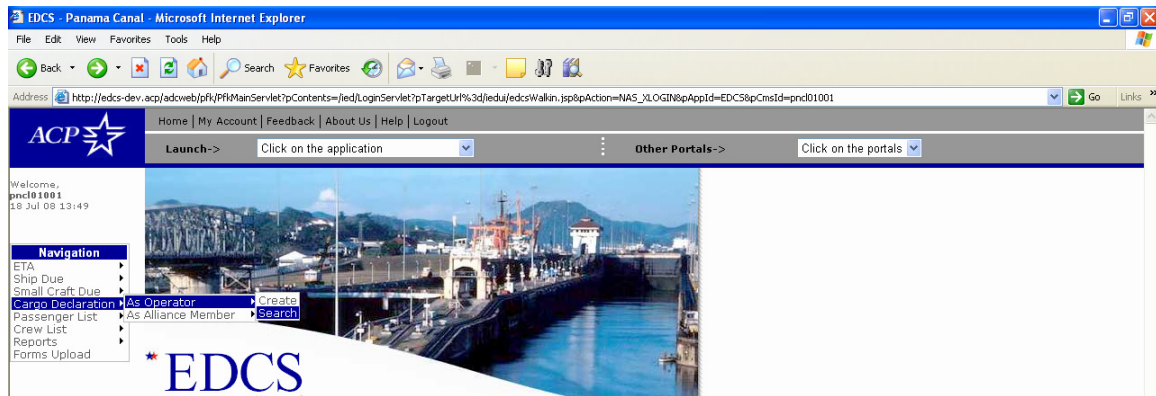 EDCS - Panama Canal - Microsoft Internet Explorer
File Edit View Favorites Tools Help
Back Search Favorites
Address http://edcs-dev.acp/adcweb/pfk/PfkMainServlet?pContents=/ied/LoginServlet?pTargetUrl%3d/iedui/edcsWalkin.jsp&pAction=NAS_XLOGIN&pAppId=EDCS&pCmsId=pncl01001 Go Links »
ACP
Home | My Account | Feedback | About Us | Help | Logout
Launch-> Click on the application Other Portals-> Click on the portals
Welcome,
pncl01001
18 Jul 08 13:49
Navigation
ETA
Ship Due
Small Craft Due
Cargo Declaration As Operator Create
Passenger List As Alliance Member Search
Crew List
Reports
Forms Upload
EDCS